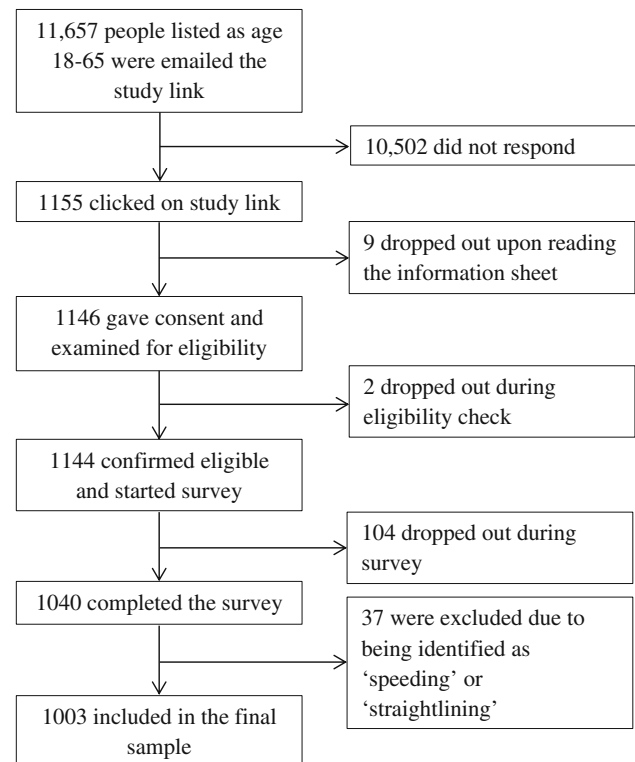 11,657 people listed as age
18-65 were emailed the
study link
10,502 did not respond
1155 clicked on study link
9 dropped out upon reading
the information sheet
1146 gave consent and
examined for eligibility
2 dropped out during
eligibility check
1144 confirmed eligible
and started survey
104 dropped out during
survey
1040 completed the survey
37 were excluded due to
being identified as
‘speeding’ or
‘straightlining’
1003 included in the final
sample